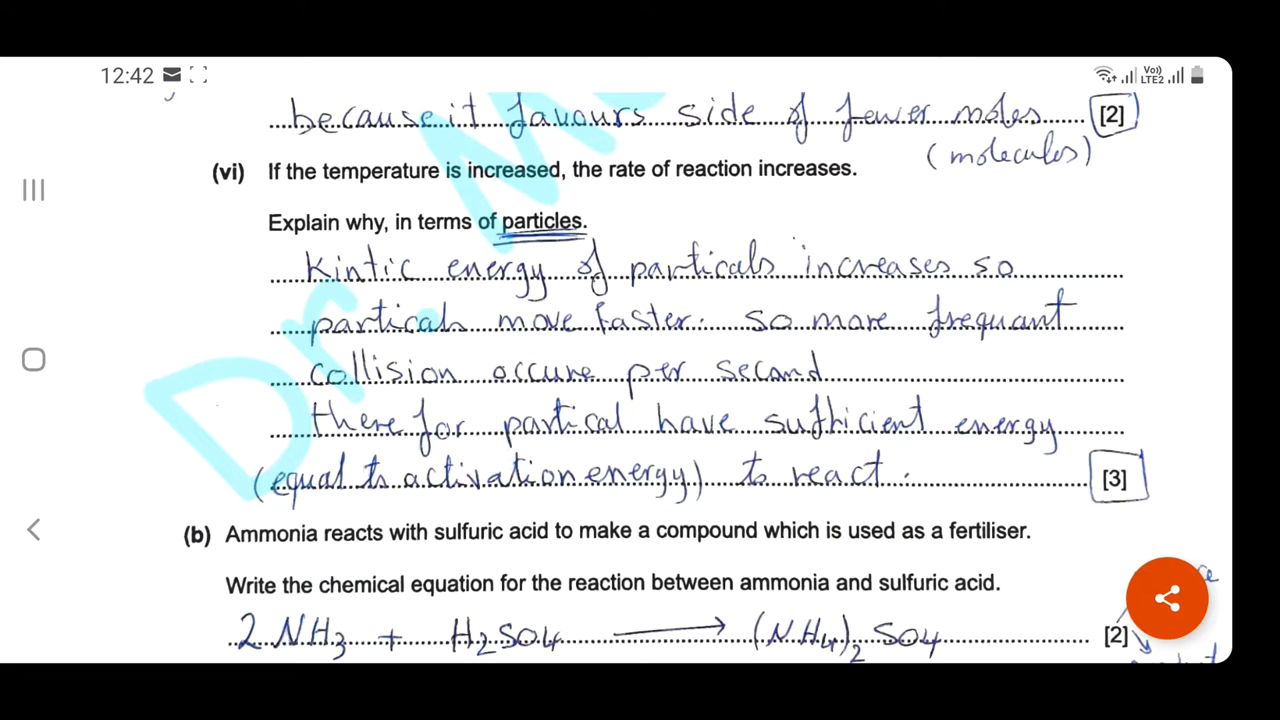 12:42
Vo))
LTE2
because it favours side of fewer moles [2]
(molecules)
(vi) If the temperature is increased, the rate of reaction increases.
Explain why, in terms of particles.
Kintic energy of particals increases so
particals move faster. so more frequant
collision occure per second
there for partical have sufficient energy
(equal to activation energy) to react. [3]
(b) Ammonia reacts with sulfuric acid to make a compound which is used as a fertiliser.
Write the chemical equation for the reaction between ammonia and sulfuric acid.
2 NH3 + H2SO4 → (NH4)2 SO4 [2]
Dr. M